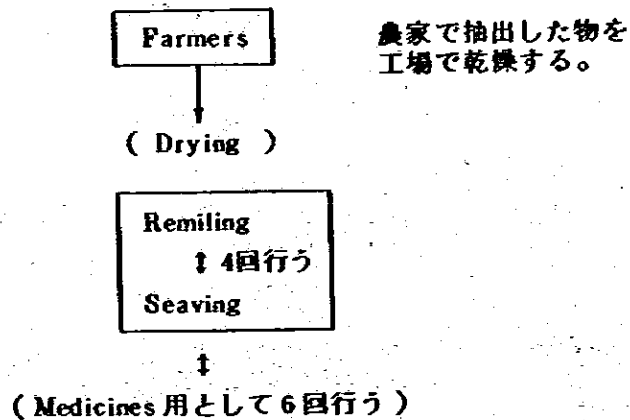 Farmers
農家で抽出した物を
工場で乾燥する。
( Drying )
Remiling
↕ 4回行う
Seaving
↕
( Medicines 用として6回行う )